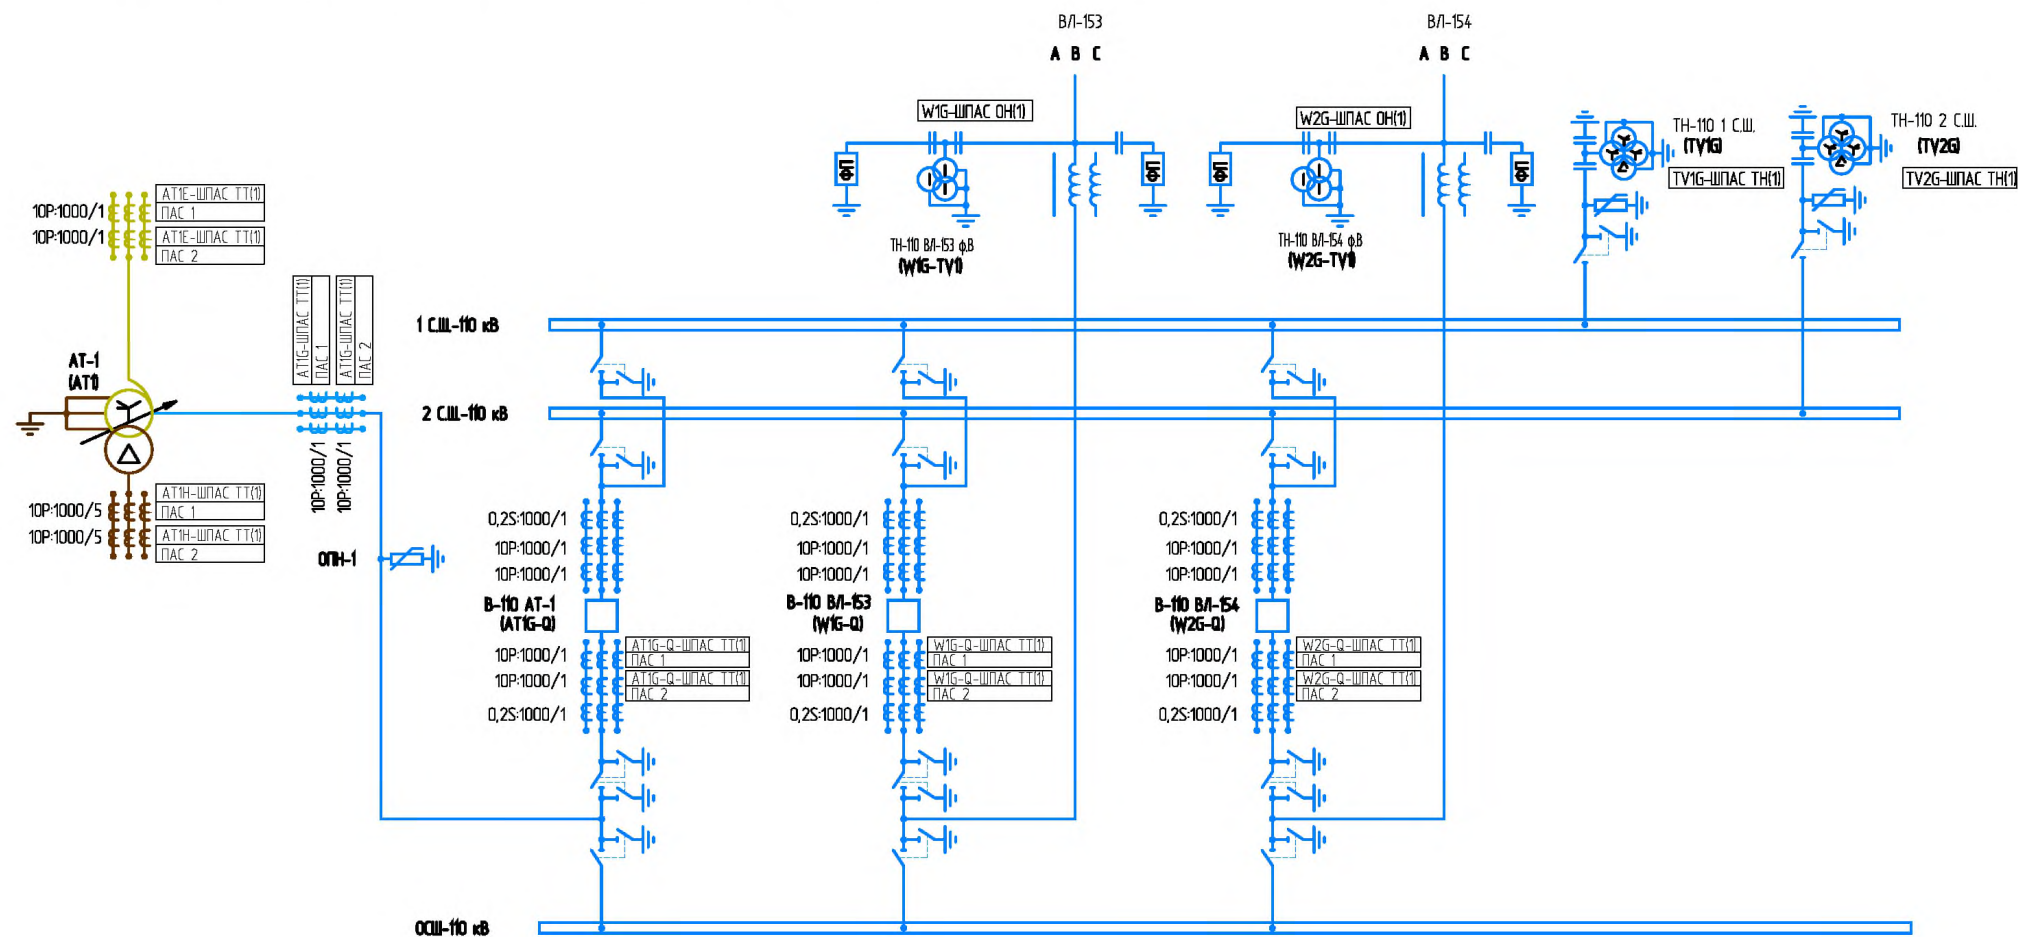 ВЛ-153
А В С
ВЛ-154
А В С
W1G-ШПАС ОН(1)
W2G-ШПАС ОН(1)
ФП
ФП
ФП
ФП
ТН-110 1 С.Ш.
(TV1G)
TV1G-ШПАС ТН(1)
ТН-110 2 С.Ш.
(TV2G)
TV2G-ШПАС ТН(1)
ТН-110 ВЛ-153 ф.В
(W1G-TV1)
ТН-110 ВЛ-154 ф.В
(W2G-TV1)
10Р:1000/1
10Р:1000/1
АТ1Е-ШПАС ТТ(1)
ПАС 1
АТ1Е-ШПАС ТТ(1)
ПАС 2
АТ1G-ШПАС ТТ(1)
ПАС 1
АТ1G-ШПАС ТТ(1)
ПАС 2
10Р:1000/1
10Р:1000/1
АТ-1
(АТ1)
10Р:1000/5
10Р:1000/5
АТ1Н-ШПАС ТТ(1)
ПАС 1
АТ1Н-ШПАС ТТ(1)
ПАС 2
ОПН-1
1 С.Ш.-110 кВ
2 С.Ш.-110 кВ
0,2S:1000/1
10Р:1000/1
10Р:1000/1
В-110 АТ-1
(АТ1G-Q)
10Р:1000/1
10Р:1000/1
0,2S:1000/1
АТ1G-Q-ШПАС ТТ(1)
ПАС 1
АТ1G-Q-ШПАС ТТ(1)
ПАС 2
0,2S:1000/1
10Р:1000/1
10Р:1000/1
В-110 ВЛ-153
(W1G-Q)
10Р:1000/1
10Р:1000/1
0,2S:1000/1
W1G-Q-ШПАС ТТ(1)
ПАС 1
W1G-Q-ШПАС ТТ(1)
ПАС 2
0,2S:1000/1
10Р:1000/1
10Р:1000/1
В-110 ВЛ-154
(W2G-Q)
10Р:1000/1
10Р:1000/1
0,2S:1000/1
W2G-Q-ШПАС ТТ(1)
ПАС 1
W2G-Q-ШПАС ТТ(1)
ПАС 2
ОСШ-110 кВ